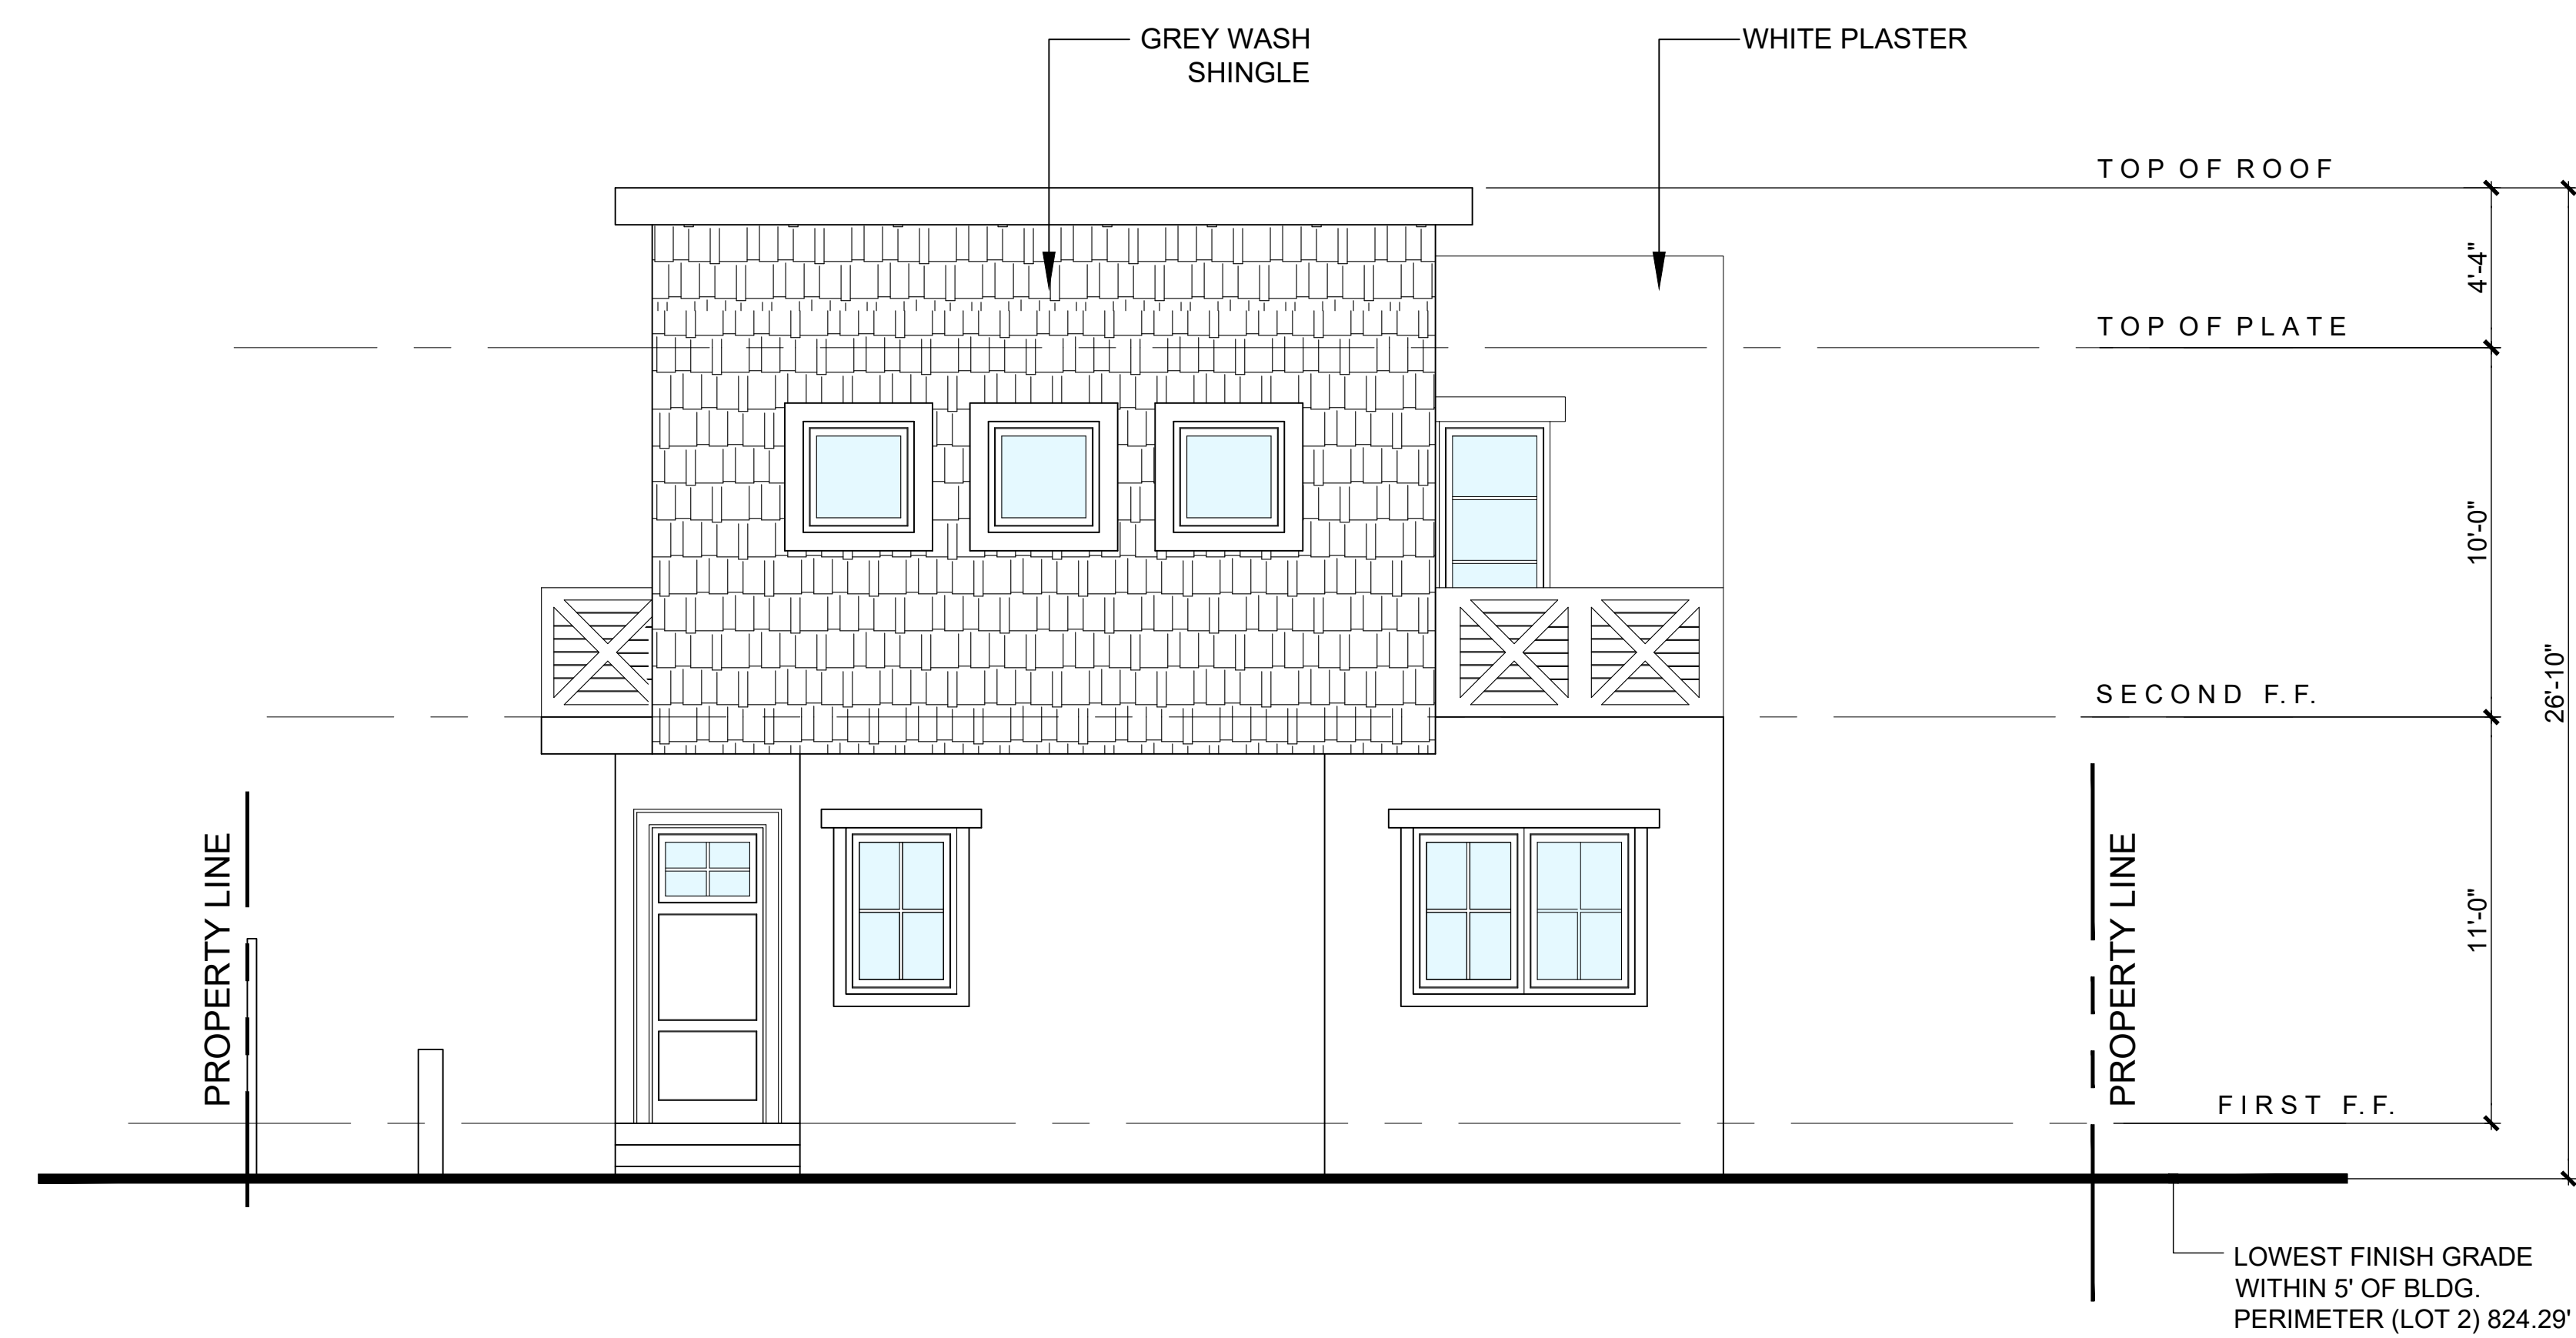 GREY WASH
SHINGLE
WHITE PLASTER
TOP OF ROOF
4'-4"
TOP OF PLATE
10'-0"
SECOND F.F.
26'-10"
11'-0"
PROPERTY LINE
PROPERTY LINE
FIRST F.F.
LOWEST FINISH GRADE
WITHIN 5' OF BLDG.
PERIMETER (LOT 2) 824.29'